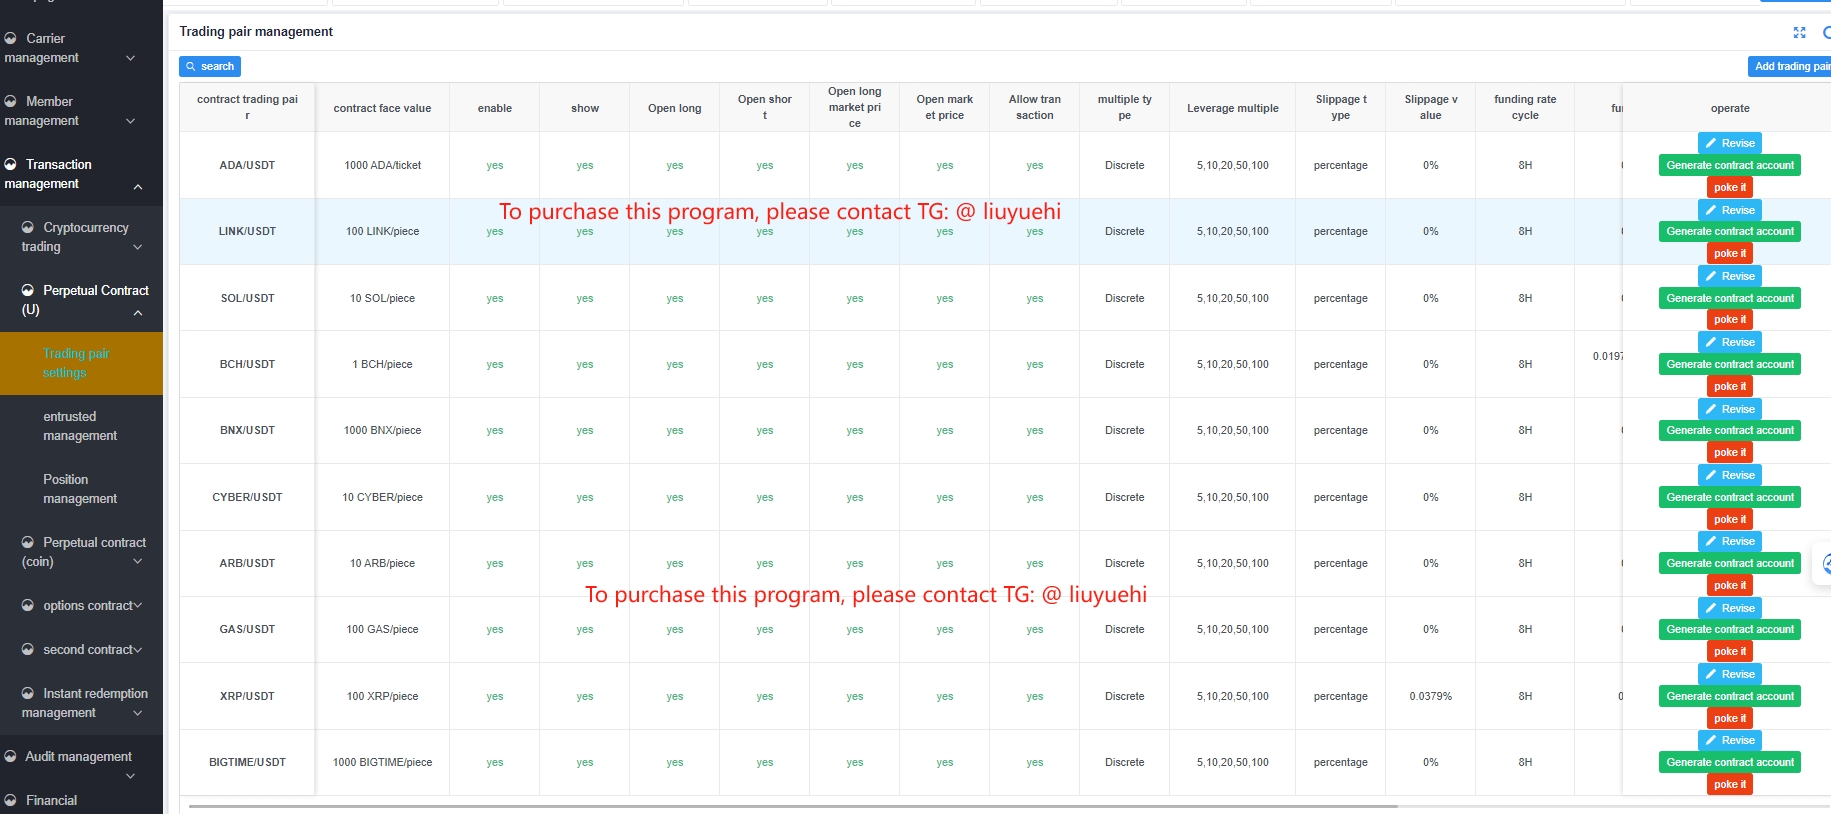 Carrier
management
Member
management
Transaction
management
Cryptocurrency
trading
Perpetual Contract
(U)
Trading pair
settings
entrusted
management
Position
management
Perpetual contract
(coin)
options contract
second contract
Instant redemption
management
Audit management
Financial
Trading pair management
search
Add trading pair
contract trading pai
r
contract face value
enable
show
Open long
Open shor
t
Open long
market pri
ce
Open mark
et price
Allow tran
saction
multiple ty
pe
Leverage multiple
Slippage t
ype
Slippage v
alue
funding rate
cycle
operate
ADA/USDT 1000 ADA/ticket yes yes yes yes yes yes yes Discrete 5,10,20,50,100 percentage 0% 8H
Revise
Generate contract account
poke it
To purchase this program, please contact TG: @ liuyuehi
LINK/USDT 100 LINK/piece yes yes yes yes yes yes yes Discrete 5,10,20,50,100 percentage 0% 8H
Revise
Generate contract account
poke it
SOL/USDT 10 SOL/piece yes yes yes yes yes yes yes Discrete 5,10,20,50,100 percentage 0% 8H
Revise
Generate contract account
poke it
BCH/USDT 1 BCH/piece yes yes yes yes yes yes yes Discrete 5,10,20,50,100 percentage 0% 8H 0.0197
Revise
Generate contract account
poke it
BNX/USDT 1000 BNX/piece yes yes yes yes yes yes yes Discrete 5,10,20,50,100 percentage 0% 8H
Revise
Generate contract account
poke it
CYBER/USDT 10 CYBER/piece yes yes yes yes yes yes yes Discrete 5,10,20,50,100 percentage 0% 8H
Revise
Generate contract account
poke it
ARB/USDT 10 ARB/piece yes yes yes yes yes yes yes Discrete 5,10,20,50,100 percentage 0% 8H
Revise
Generate contract account
poke it
To purchase this program, please contact TG: @ liuyuehi
GAS/USDT 100 GAS/piece yes yes yes yes yes yes yes Discrete 5,10,20,50,100 percentage 0% 8H
Revise
Generate contract account
poke it
XRP/USDT 100 XRP/piece yes yes yes yes yes yes yes Discrete 5,10,20,50,100 percentage 0.0379% 8H
Revise
Generate contract account
poke it
BIGTIME/USDT 1000 BIGTIME/piece yes yes yes yes yes yes yes Discrete 5,10,20,50,100 percentage 0% 8H
Revise
Generate contract account
poke it